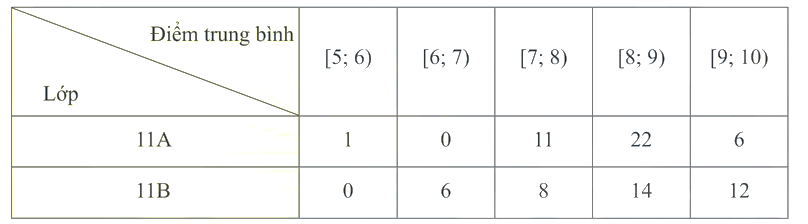 Điểm trung bình
Lớp
[5; 6) [6; 7) [7; 8) [8; 9) [9; 10)
11A 1 0 11 22 6
11B 0 6 8 14 12